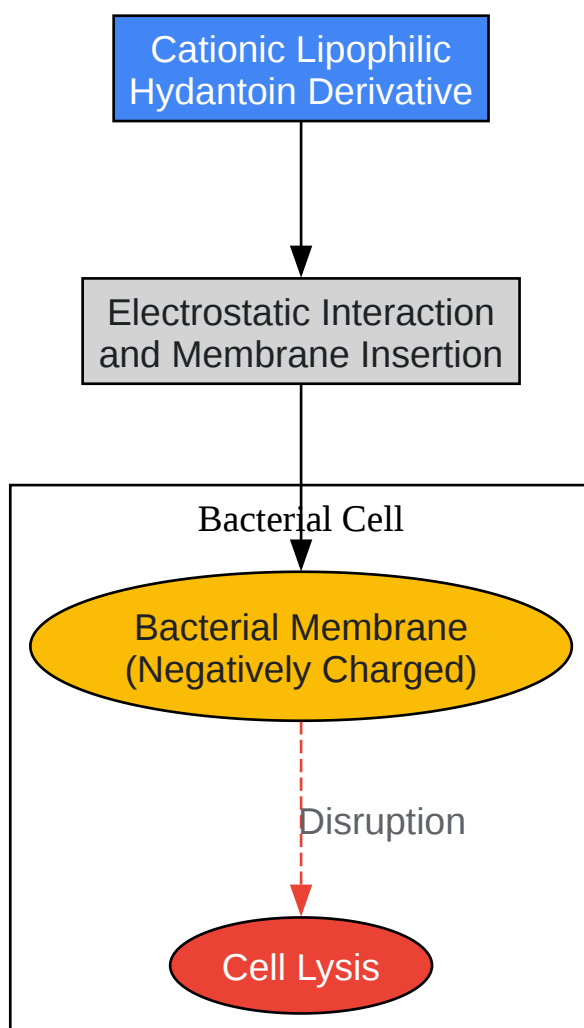 Cationic Lipophilic
Hydantoin Derivative
Electrostatic Interaction
and Membrane Insertion
Bacterial Cell
Bacterial Membrane
(Negatively Charged)
Disruption
Cell Lysis